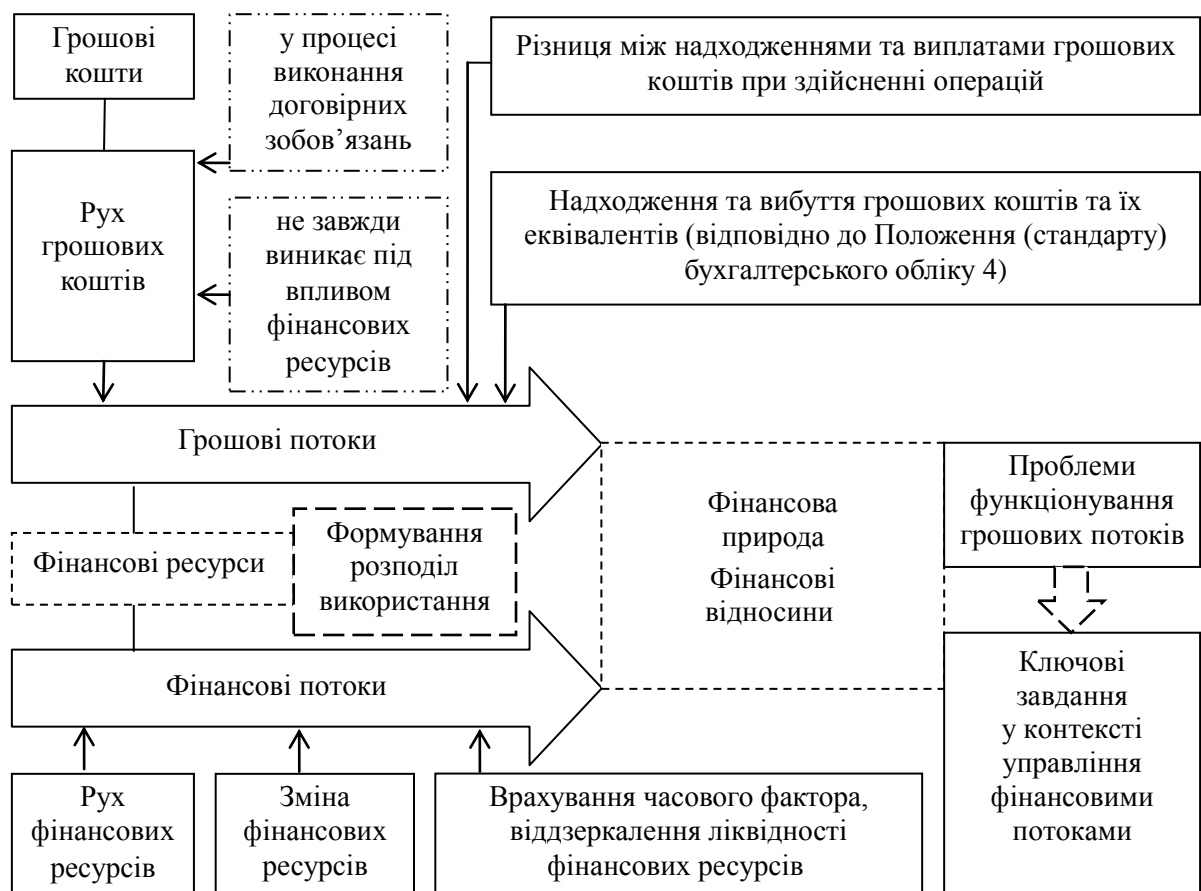 Грошові
кошти
у процесі
виконання
договірних
зобов’язань
Різниця між надходженнями та виплатами грошових
коштів при здійсненні операцій
Рух
грошових
коштів
не завжди
виникає під
впливом
фінансових
ресурсів
Надходження та вибуття грошових коштів та їх
еквівалентів (відповідно до Положення (стандарту)
бухгалтерського обліку 4)
Грошові потоки
Фінансові ресурси
Формування
розподіл
використання
Фінансова
природа
Фінансові
відносини
Проблеми
функціонування
грошових потоків
Фінансові потоки
Ключові
завдання
у контексті
управління
фінансовими
потоками
Рух
фінансових
ресурсів
Зміна
фінансових
ресурсів
Врахування часового фактора,
віддзеркалення ліквідності
фінансових ресурсів